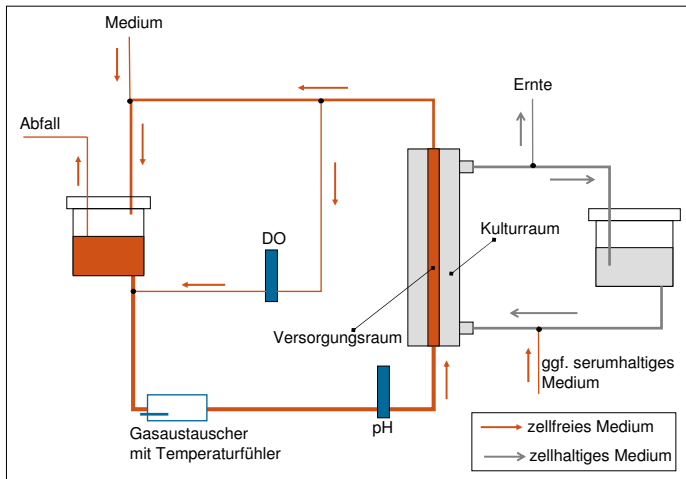 Medium
Ernte
Abfall
DO
Kulturraum
Versorgungsraum
ggf. serumhaltiges
Medium
pH
Gasaustauscher
mit Temperaturfühler
zellfreies Medium
zellhaltiges Medium